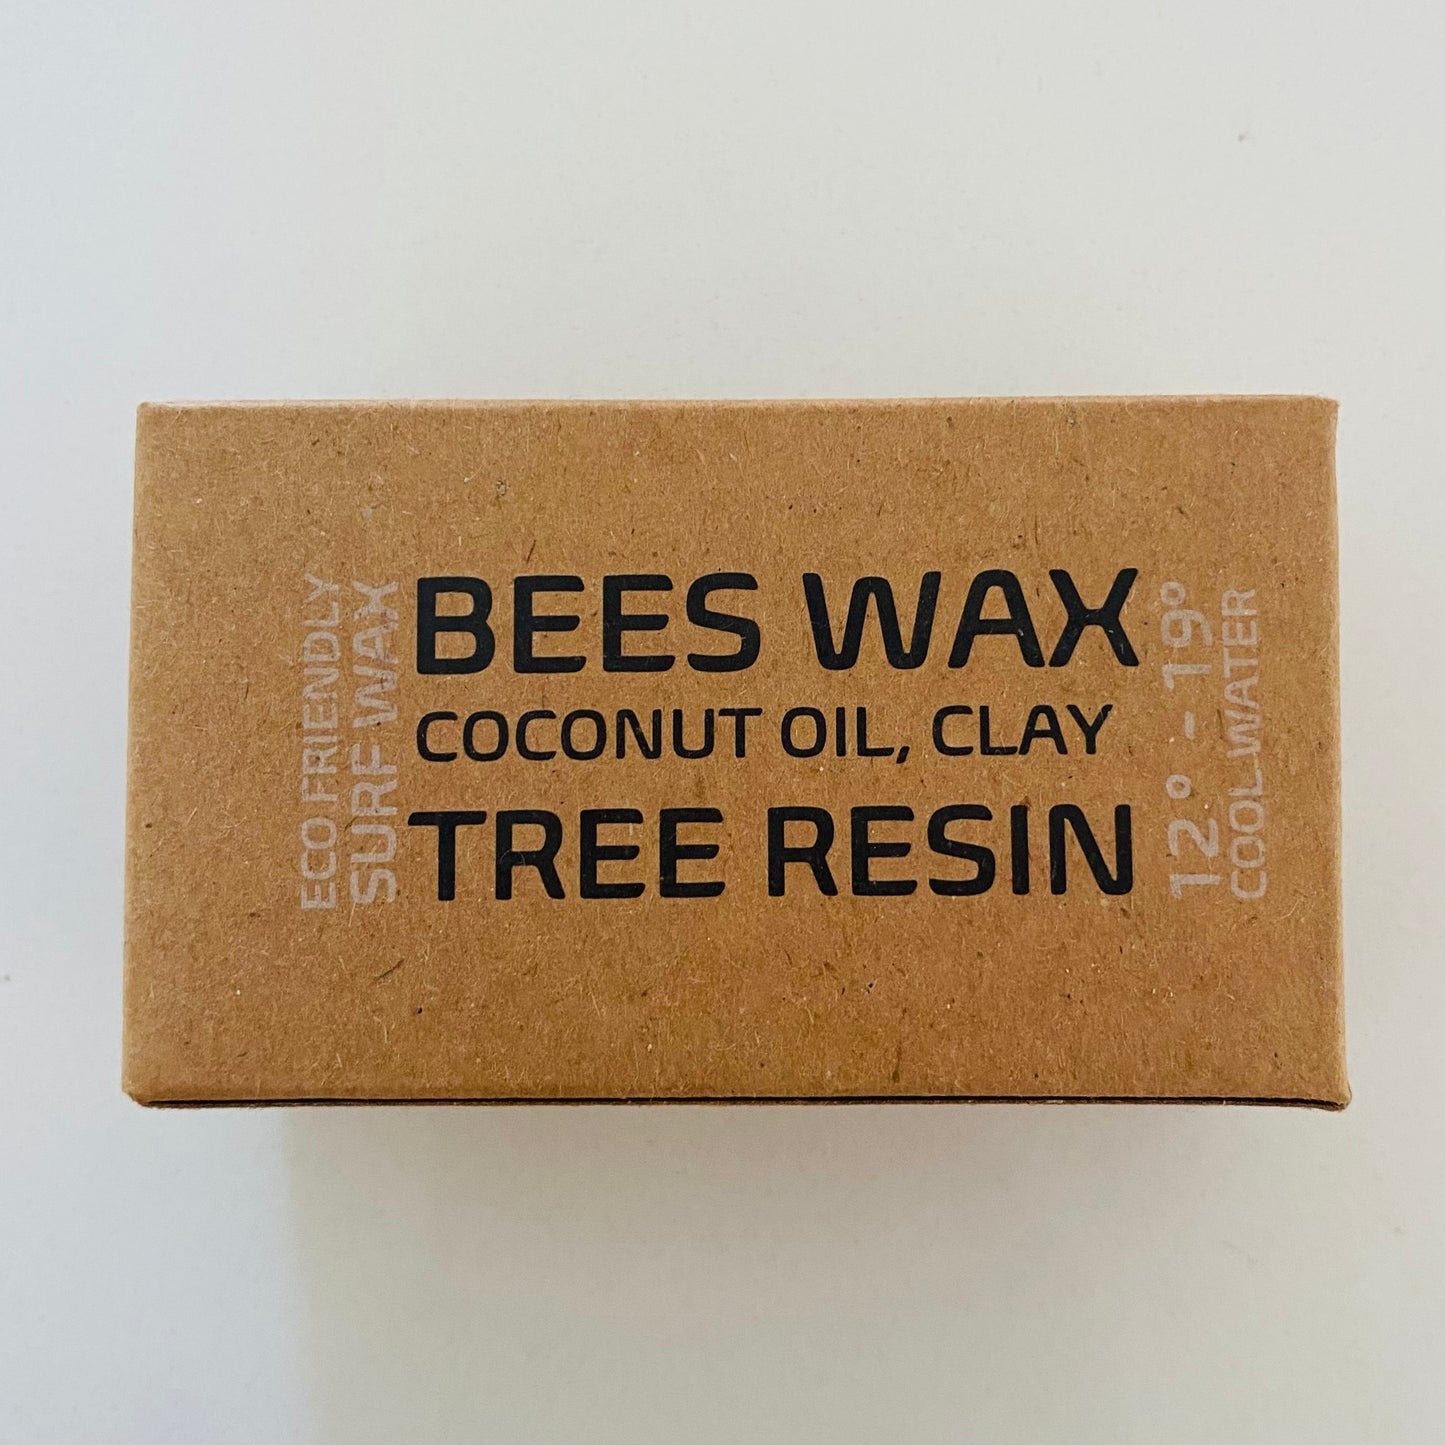 ECO FRIENDLY
SURF WAX
BEES WAX
COCONUT OIL, CLAY
TREE RESIN
12° - 19°
COOL WATER